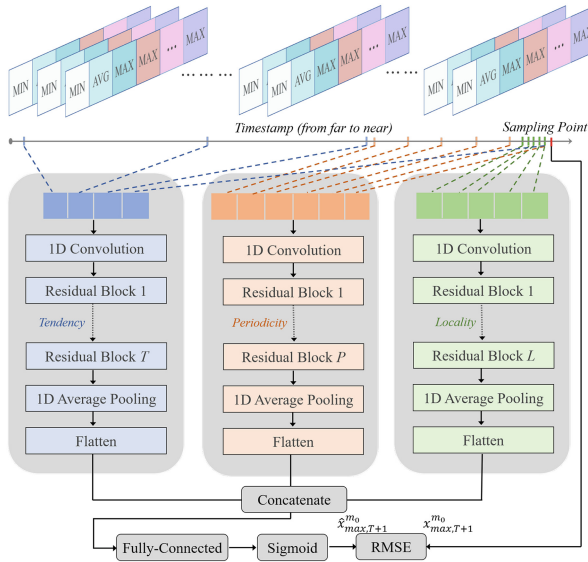 MIN MIN MIN AVG MAX MAX ... MAX
MIN MIN AVG MAX MAX ... MAX
MIN MIN AVG MAX MAX ... MAX
Timestamp (from far to near)
Sampling Point
1D Convolution
Residual Block 1
Tendency
Residual Block T
1D Average Pooling
Flatten
1D Convolution
Residual Block 1
Periodicity
Residual Block P
1D Average Pooling
Flatten
1D Convolution
Residual Block 1
Locality
Residual Block L
1D Average Pooling
Flatten
Concatenate
Fully-Connected
Sigmoid
x̂^{m_0}_{max,T+1}
RMSE
x^{m_0}_{max,T+1}